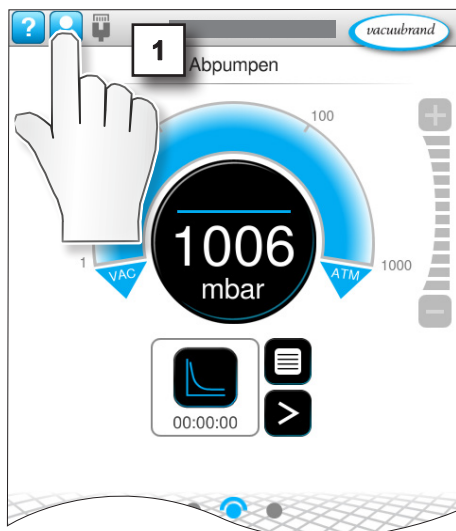 ?
1
vacuubrand
Abpumpen
100
1
1000
VAC
ATM
1006
mbar
00:00:00